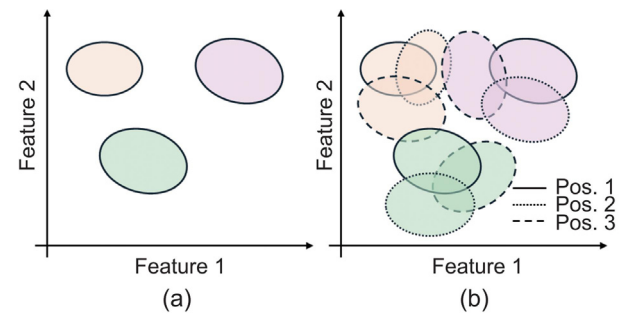 Feature 2
Feature 1
(a)
Feature 2
Pos. 1
Pos. 2
Pos. 3
Feature 1
(b)